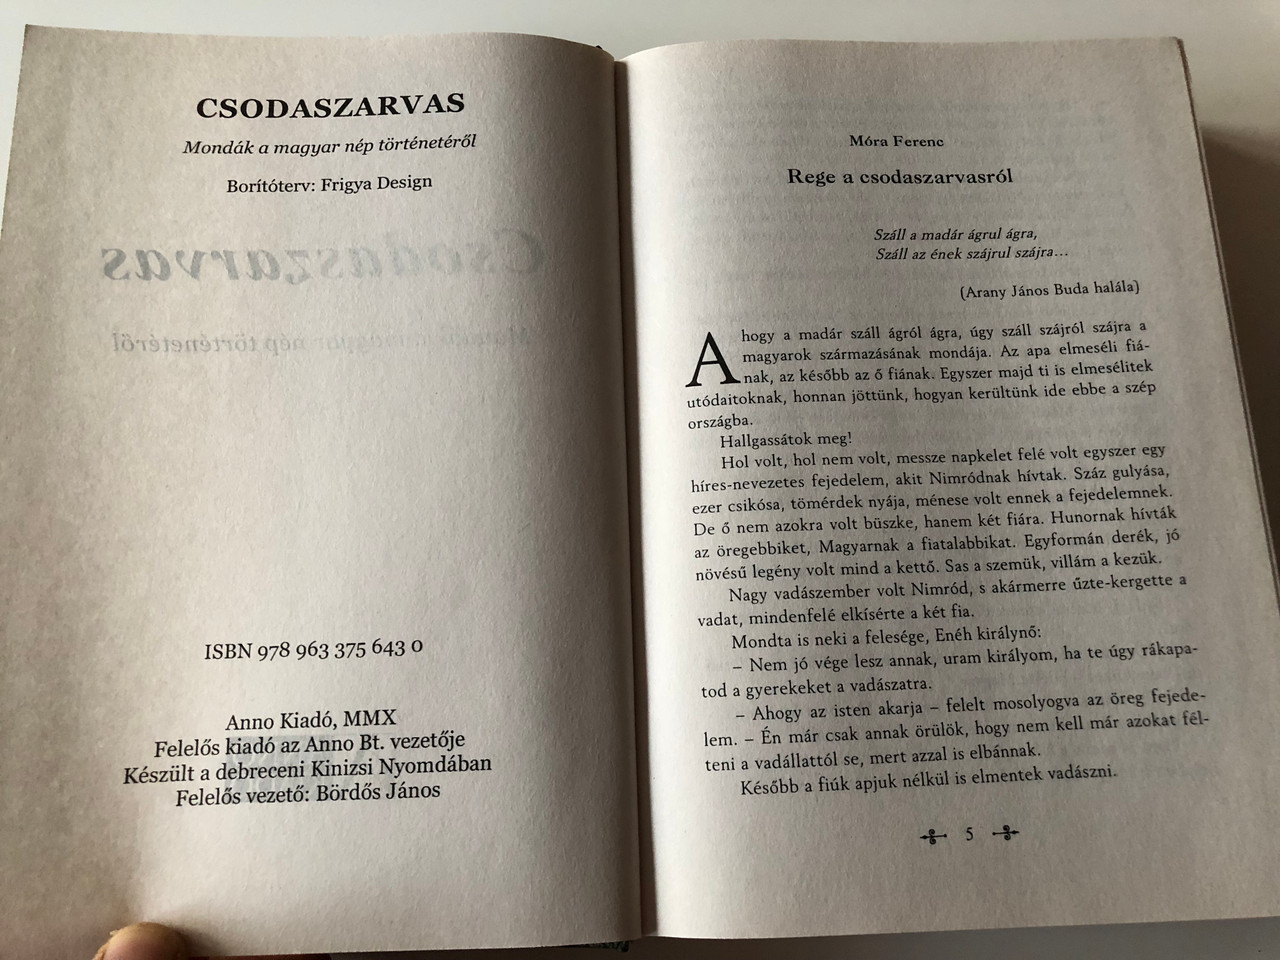 CSODASZARVAS
Mondák a magyar nép történetéről
Borítóterv: Frigya Design
Csodaszarvas
Mondák a magyar nép történetéről
ISBN 978 963 375 643 0
Anno Kiadó, MMX
Felelős kiadó az Anno Bt. vezetője
Készült a debreceni Kinizsi Nyomdában
Felelős vezető: Bördős János
Móra Ferenc
Rege a csodaszarvasról
Száll a madár ágrul ágra,
Száll az ének szájrul szájra…
(Arany János Buda halála)
Ahogy a madár száll ágról ágra, úgy száll szájról szájra a
magyarok származásának mondája. Az apa elmeséli fiá-
nak, az később az ő fiának. Egyszer majd ti is elmesélitek
utódaitoknak, honnan jöttünk, hogyan kerültünk ide ebbe a szép
országba.
Hallgassátok meg!
Hol volt, hol nem volt, messze napkelet felé volt egyszer egy
híres-nevezetes fejedelem, akit Nimródnak hívtak. Száz gulyása,
ezer csikósa, tömérdek nyája, ménese volt ennek a fejedelemnek.
De ő nem azokra volt büszke, hanem két fiára. Hunornak hívták
az öregebbiket, Magyarnak a fiatalabbikat. Egyformán derék, jó
növésű legény volt mind a kettő. Sas a szemük, villám a kezük.
Nagy vadászember volt Nimród, s akármerre űzte-kergette a
vadat, mindenfelé elkísérte a két fia.
Mondta is neki a felesége, Enéh királynő:
– Nem jó vége lesz annak, uram királyom, ha te úgy rákapa-
tod a gyerekeket a vadászatra.
– Ahogy az isten akarja – felelt mosolyogva az öreg fejede-
lem. – Én már csak annak örülök, hogy nem kell már azokat fél-
teni a vadállattól se, mert azzal is elbánnak.
Később a fiúk apjuk nélkül is elmentek vadászni.
5